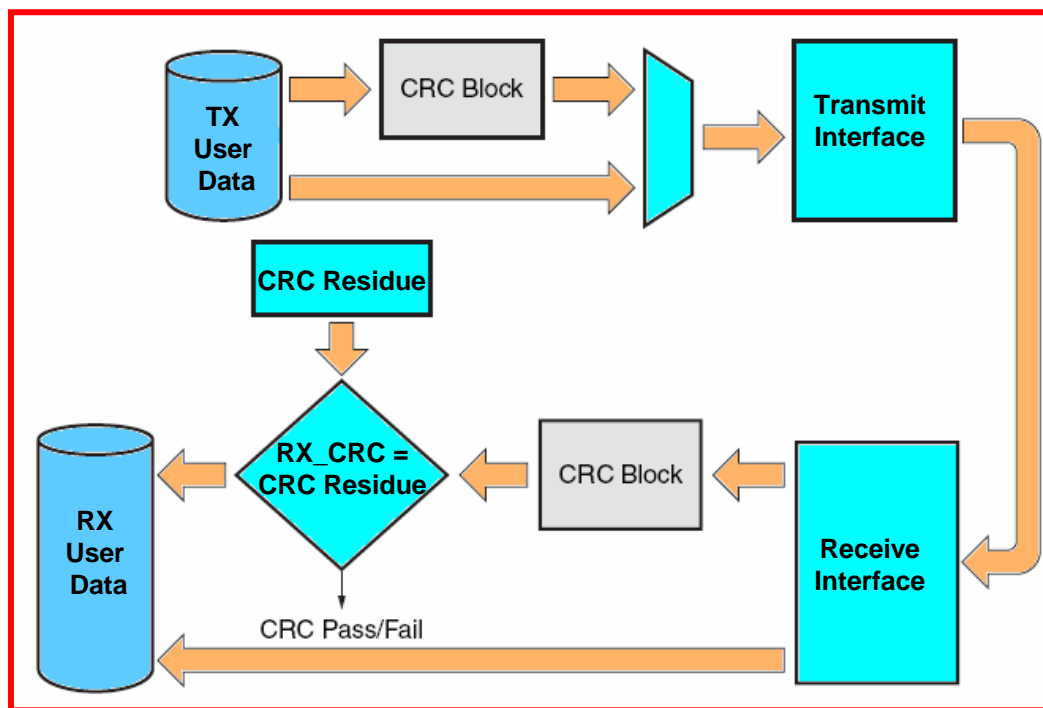 TX
User
Data
CRC Block
Transmit
Interface
CRC Residue
RX_CRC =
CRC Residue
CRC Block
Receive
Interface
RX
User
Data
CRC Pass/Fail